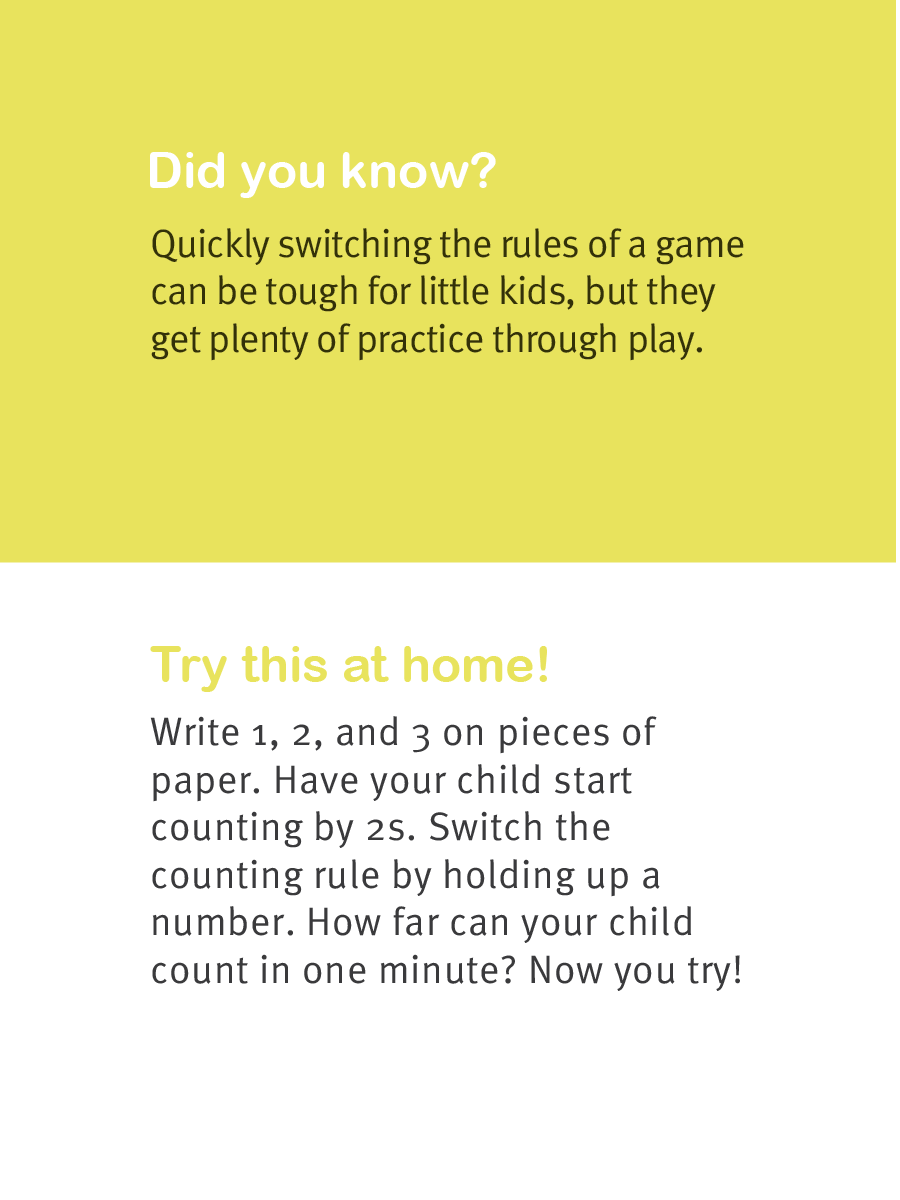 Did you know?
Quickly switching the rules of a game
can be tough for little kids, but they
get plenty of practice through play.
Try this at home!
Write 1, 2, and 3 on pieces of
paper. Have your child start
counting by 2s. Switch the
counting rule by holding up a
number. How far can your child
count in one minute? Now you try!